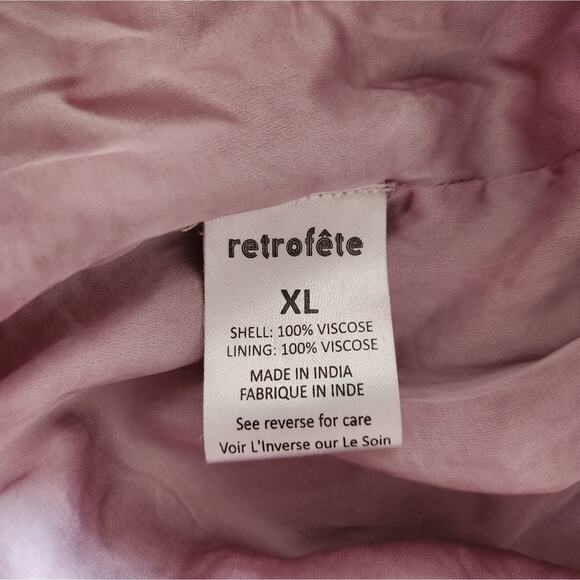 retrofête
XL
SHELL: 100% VISCOSE
LINING: 100% VISCOSE
MADE IN INDIA
FABRIQUE IN INDE
See reverse for care
Voir L'Inverse our Le Soin